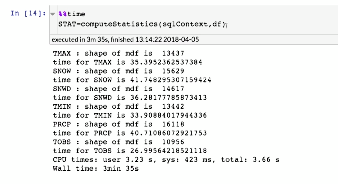 In [14]: %%time
STAT=computeStatistics(sqlContext,df);
executed in 3m 35s, finished 13:14:22 2018-04-05
TMAX : shape of mdf is 13437
time for TMAX is 35.3952362537384
SNOW : shape of mdf is 15629
time for SNOW is 41.748295307159424
SNWD : shape of mdf is 14617
time for SNWD is 36.28177785873413
TMIN : shape of mdf is 13442
time for TMIN is 33.90884017944336
PRCP : shape of mdf is 16118
time for PRCP is 40.71086072921753
TOBS : shape of mdf is 10956
time for TOBS is 26.99564218521118
CPU times: user 3.23 s, sys: 423 ms, total: 3.66 s
Wall time: 3min 35s